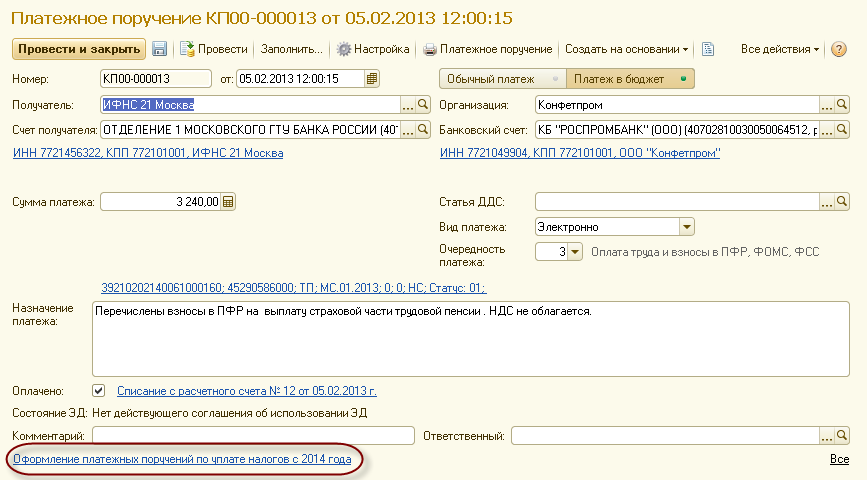 Платежное поручение КП00-000013 от 05.02.2013 12:00:15
Провести и закрыть Провести Заполнить... Настройка Платежное поручение Создать на основании Все действия
Номер: КП00-000013 от: 05.02.2013 12:00:15 Обычный платеж Платеж в бюджет
Получатель: ИФНС 21 Москва ... Организация: Конфетпром ...
Счет получателя: ОТДЕЛЕНИЕ 1 МОСКОВСКОГО ГТУ БАНКА РОССИИ ... Банковский счет: КБ "РОСПРОМБАНК" (ООО) (40702810030050064512, р ...
ИНН 7721456322, КПП 772101001, ИФНС 21 Москва ИНН 7721049904, КПП 772101001, ООО "Конфетпром"
Сумма платежа: 3 240,00 Статья ДДС: ...
Вид платежа: Электронно
Очередность
платежа: 3 Оплата труда и взносы в ПФР, ФОМС, ФСС
39210202140061000160; 45290586000; ТП; МС.01.2013; 0; 0; НС; Статус: 01;
Назначение
платежа: Перечислены взносы в ПФР на выплату страховой части трудовой пенсии . НДС не облагается.
Оплачено: Списание с расчетного счета № 12 от 05.02.2013 г.
Состояние ЭД: Нет действующего соглашения об использовании ЭД
Комментарий: Ответственный: ...
Оформление платежных поручений по уплате налогов с 2014 года Все